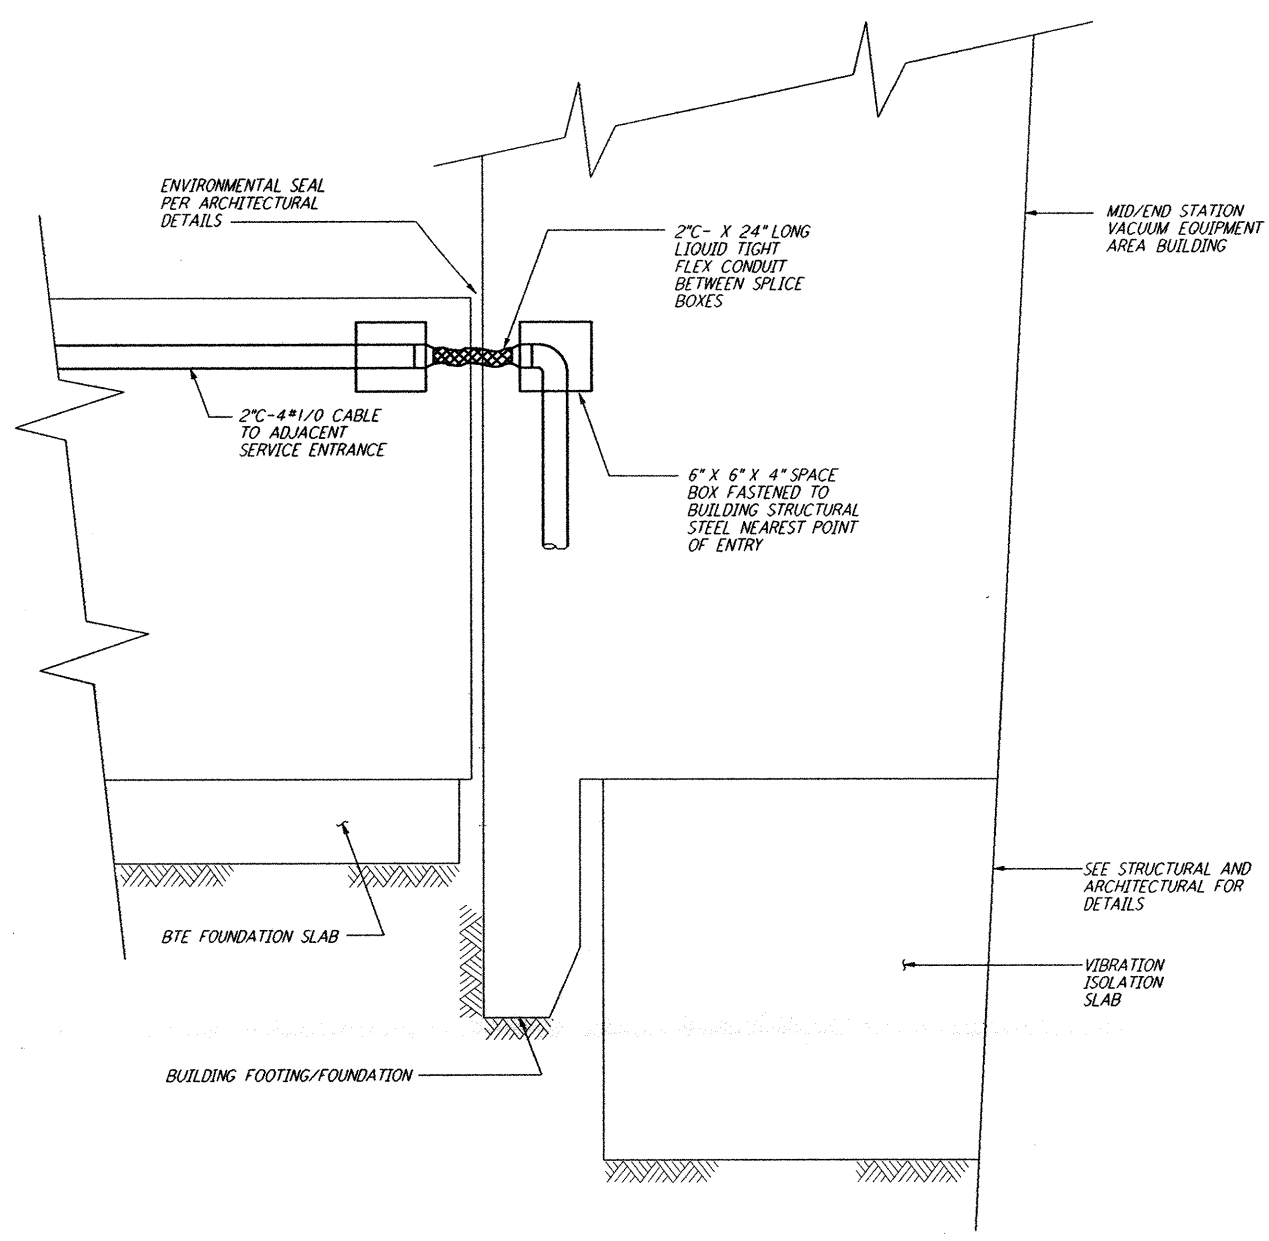 ENVIRONMENTAL SEAL
PER ARCHITECTURAL
DETAILS
2"C- X 24" LONG
LIQUID TIGHT
FLEX CONDUIT
BETWEEN SPLICE
BOXES
MID/END STATION
VACUUM EQUIPMENT
AREA BUILDING
2"C-4#1/0 CABLE
TO ADJACENT
SERVICE ENTRANCE
6" X 6" X 4" SPACE
BOX FASTENED TO
BUILDING STRUCTURAL
STEEL NEAREST POINT
OF ENTRY
SEE STRUCTURAL AND
ARCHITECTURAL FOR
DETAILS
BTE FOUNDATION SLAB
VIBRATION
ISOLATION
SLAB
BUILDING FOOTING/FOUNDATION